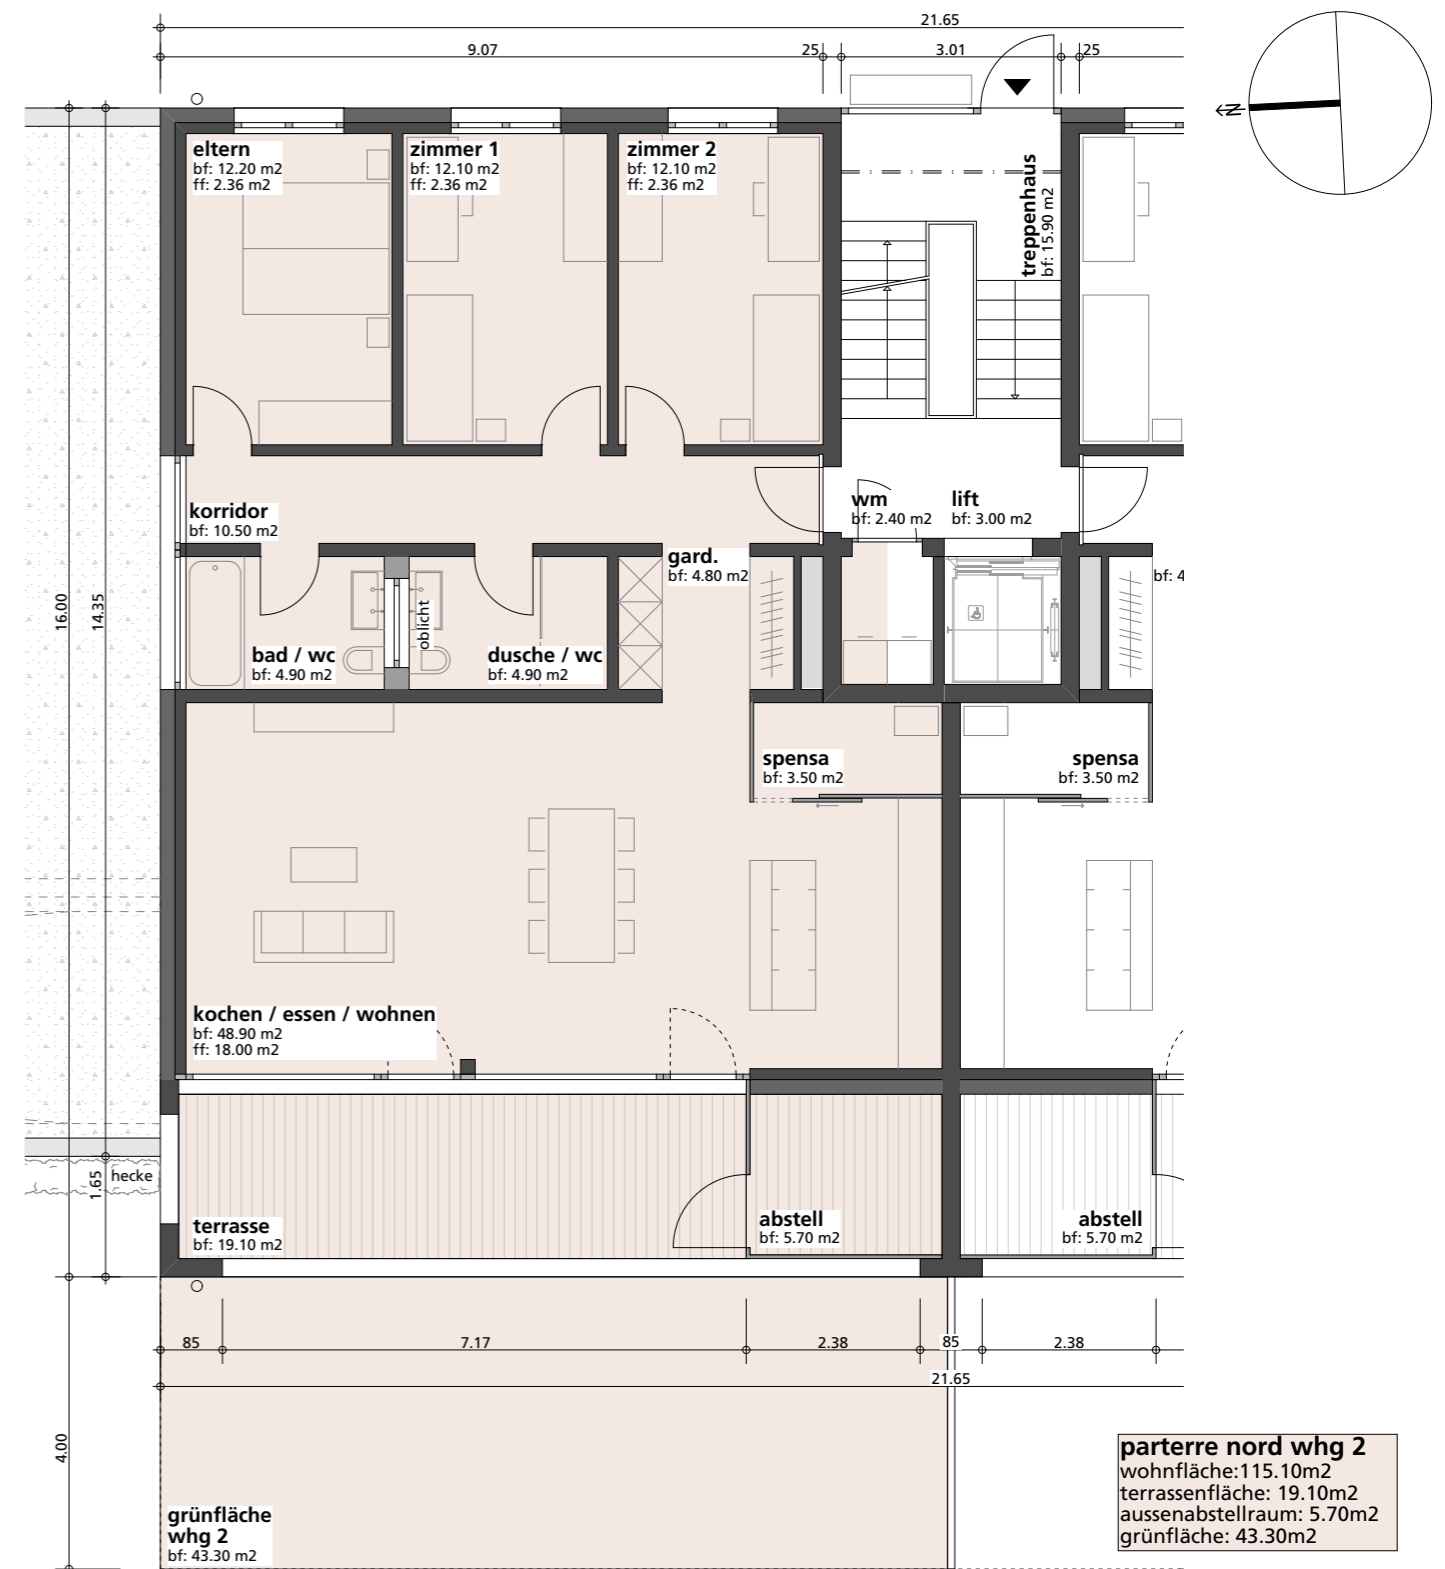 21.65
9.07
25
3.01
25
N
eltern
bf: 12.20 m2
ff: 2.36 m2
zimmer 1
bf: 12.10 m2
ff: 2.36 m2
zimmer 2
bf: 12.10 m2
ff: 2.36 m2
treppenhaus
bf: 15.90 m2
korridor
bf: 10.50 m2
wm
bf: 2.40 m2
lift
bf: 3.00 m2
gard.
bf: 4.80 m2
bf: 4
16.00
14.35
oblicht
bad / wc
bf: 4.90 m2
dusche / wc
bf: 4.90 m2
spensa
bf: 3.50 m2
spensa
bf: 3.50 m2
kochen / essen / wohnen
bf: 48.90 m2
ff: 18.00 m2
1.65
hecke
terrasse
bf: 19.10 m2
abstell
bf: 5.70 m2
abstell
bf: 5.70 m2
85
7.17
2.38
85
2.38
21.65
4.00
grünfläche
whg 2
bf: 43.30 m2
parterre nord whg 2
wohnfläche:115.10m2
terrassenfläche: 19.10m2
aussenabstellraum: 5.70m2
grünfläche: 43.30m2